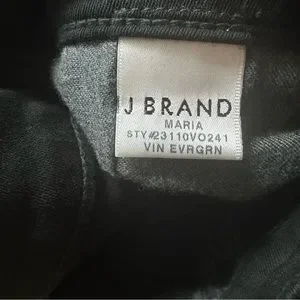 J BRAND
MARIA
STY#23110VO241
VIN EVRGRN